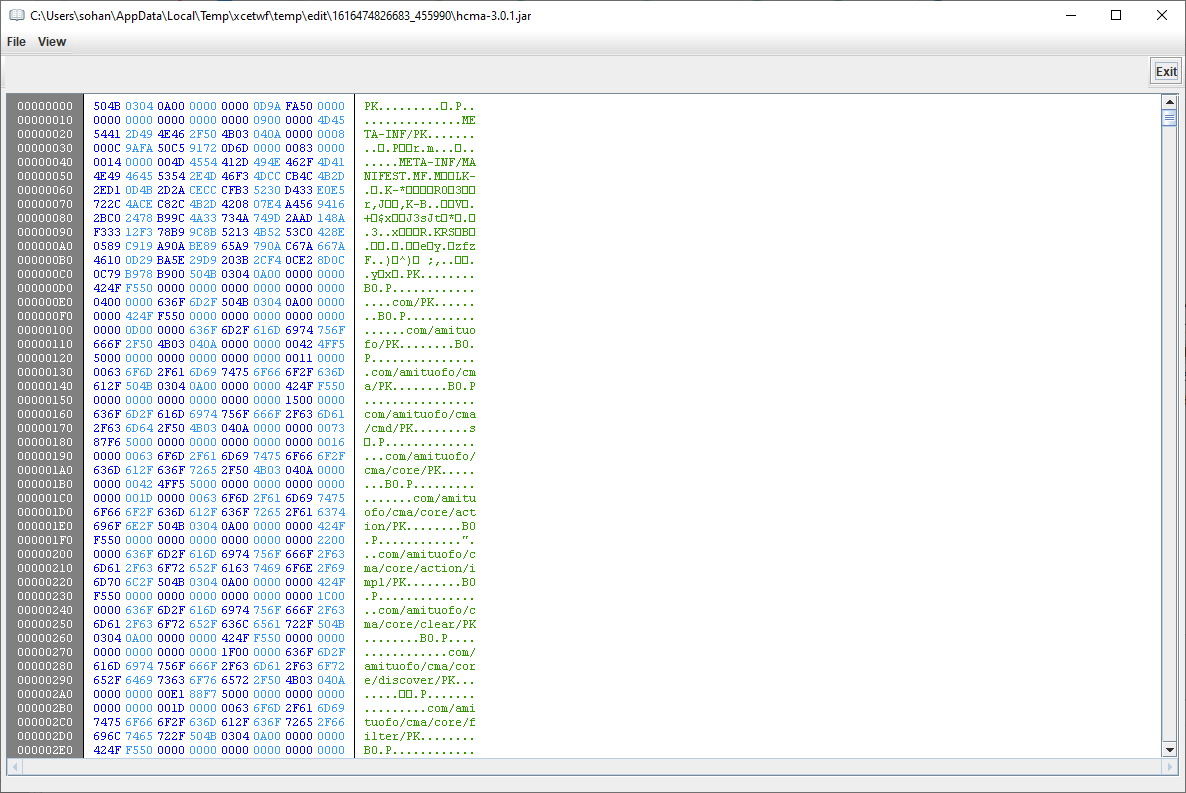 C:\Users\sohan\AppData\Local\Temp\xcetwf\temp\edit\1616474826683_455990\hcma-3.0.1.jar
File View
Exit
00000000 504B 0304 0A00 0000 0000 0D9A FA50 0000 PK.........▯.P..
00000010 0000 0000 0000 0000 0000 0900 0000 4D45 ..............ME
00000020 5441 2D49 4E46 2F50 4B03 040A 0000 0008 TA-INF/PK.......
00000030 000C 9AFA 50C5 9172 0D6D 0000 0083 0000 ..▯.P▯▯r.m...▯..
00000040 0014 0000 004D 4554 412D 494E 462F 4D41 .....META-INF/MA
00000050 4E49 4645 5354 2E4D 46F3 4DCC CB4C 4B2D NIFEST.MF.M▯▯LK-
00000060 2ED1 0D4B 2D2A CECC CFB3 5230 D433 E0E5 .▯.K-*▯▯▯▯R0▯3▯▯
00000070 722C 4ACE C82C 4B2D 4208 07E4 A456 9416 r,J▯▯,K-B..▯▯V▯.
00000080 2BC0 2478 B99C 4A33 734A 749D 2AAD 148A +▯$x▯▯J3sJt▯*▯.▯
00000090 F333 12F3 78B9 9C8B 5213 4B52 53C0 428E .3..x▯▯▯R.KRS▯B▯
000000A0 0589 C919 A90A BE89 65A9 790A C67A 667A .▯▯.▯.▯▯e▯y.▯zfz
000000B0 4610 0D29 BA5E 29D9 203B 2CF4 0CE2 8D0C F..)▯^)▯ ;,..▯▯.
000000C0 0C79 B978 B900 504B 0304 0A00 0000 0000 .y▯x▯.PK........
000000D0 424F F550 0000 0000 0000 0000 0000 0000 BO.P............
000000E0 0400 0000 636F 6D2F 504B 0304 0A00 0000 ....com/PK......
000000F0 0000 424F F550 0000 0000 0000 0000 0000 ..BO.P..........
00000100 0000 0D00 0000 636F 6D2F 616D 6974 756F ......com/amituo
00000110 666F 2F50 4B03 040A 0000 0000 0042 4FF5 fo/PK........BO.
00000120 5000 0000 0000 0000 0000 0000 0011 0000 P...............
00000130 0063 6F6D 2F61 6D69 7475 6F66 6F2F 636D .com/amituofo/cm
00000140 612F 504B 0304 0A00 0000 0000 424F F550 a/PK........BO.P
00000150 0000 0000 0000 0000 0000 0000 1500 0000 ................
00000160 636F 6D2F 616D 6974 756F 666F 2F63 6D61 com/amituofo/cma
00000170 2F63 6D64 2F50 4B03 040A 0000 0000 0073 /cmd/PK........s
00000180 87F6 5000 0000 0000 0000 0000 0000 0016 ▯.P.............
00000190 0000 0063 6F6D 2F61 6D69 7475 6F66 6F2F ...com/amituofo/
000001A0 636D 612F 636F 7265 2F50 4B03 040A 0000 cma/core/PK.....
000001B0 0000 0042 4FF5 5000 0000 0000 0000 0000 ...BO.P.........
000001C0 0000 001D 0000 0063 6F6D 2F61 6D69 7475 .......com/amitu
000001D0 6F66 6F2F 636D 612F 636F 7265 2F61 6374 ofo/cma/core/act
000001E0 696F 6E2F 504B 0304 0A00 0000 0000 424F ion/PK........BO
000001F0 F550 0000 0000 0000 0000 0000 0000 2200 .P............".
00000200 0000 636F 6D2F 616D 6974 756F 666F 2F63 ..com/amituofo/c
00000210 6D61 2F63 6F72 652F 6163 7469 6F6E 2F69 ma/core/action/i
00000220 6D70 6C2F 504B 0304 0A00 0000 0000 424F mpl/PK........BO
00000230 F550 0000 0000 0000 0000 0000 0000 1C00 .P..............
00000240 0000 636F 6D2F 616D 6974 756F 666F 2F63 ..com/amituofo/c
00000250 6D61 2F63 6F72 652F 636C 6561 722F 504B ma/core/clear/PK
00000260 0304 0A00 0000 0000 424F F550 0000 0000 ........BO.P....
00000270 0000 0000 0000 0000 1F00 0000 636F 6D2F ............com/
00000280 616D 6974 756F 666F 2F63 6D61 2F63 6F72 amituofo/cma/cor
00000290 652F 6469 7363 6F76 6572 2F50 4B03 040A e/discover/PK...
000002A0 0000 0000 00E1 88F7 5000 0000 0000 0000 .....▯▯.P.......
000002B0 0000 0000 001D 0000 0063 6F6D 2F61 6D69 .........com/ami
000002C0 7475 6F66 6F2F 636D 612F 636F 7265 2F66 tuofo/cma/core/f
000002D0 696C 7465 722F 504B 0304 0A00 0000 0000 ilter/PK........
000002E0 424F F550 0000 0000 0000 0000 0000 0000 BO.P............